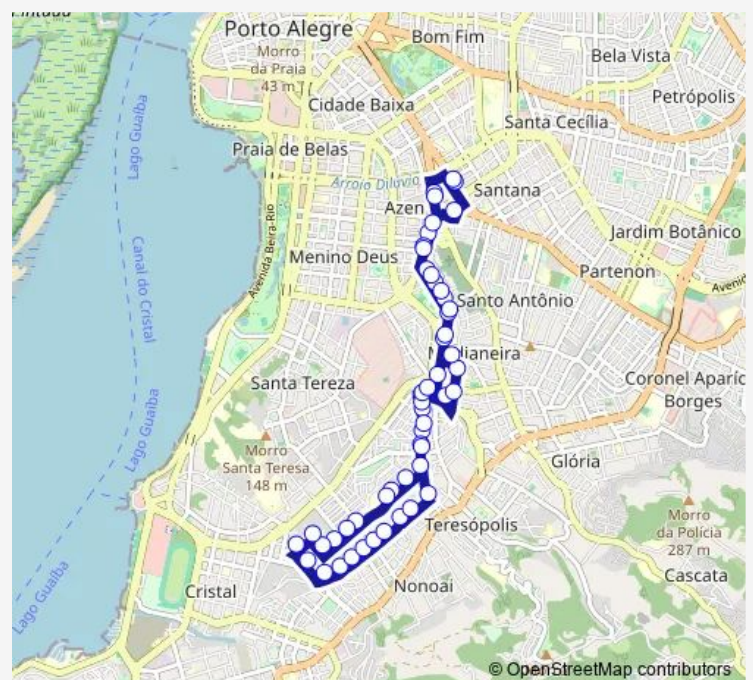 Porto Alegre
Bom Fim
Morro
da Praia
43 m
Bela Vista
Petrópolis
Cidade Baixa
Santa Cecília
Lago Guaíba
Praia de Belas
Arroio Dilúvio
Santana
Azen
Avenida Beira-Rio
Jardim Botânico
Menino Deus
Partenon
Canal do Cristal
Santo Antônio
Santa Tereza
Coronel Aparíc
Borges
Lago Guaíba
Morro
Santa Teresa
148 m
Glória
Teresópolis
Morro
da Polícia
287 m
Cascata
Nonoai
Cristal
Lago Guaíba
© OpenStreetMap contributors